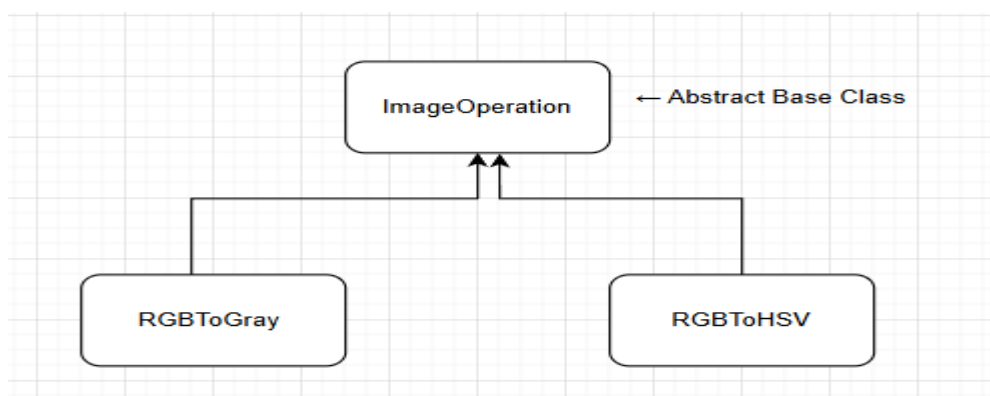 ImageOperation
← Abstract Base Class
RGBToGray
RGBToHSV